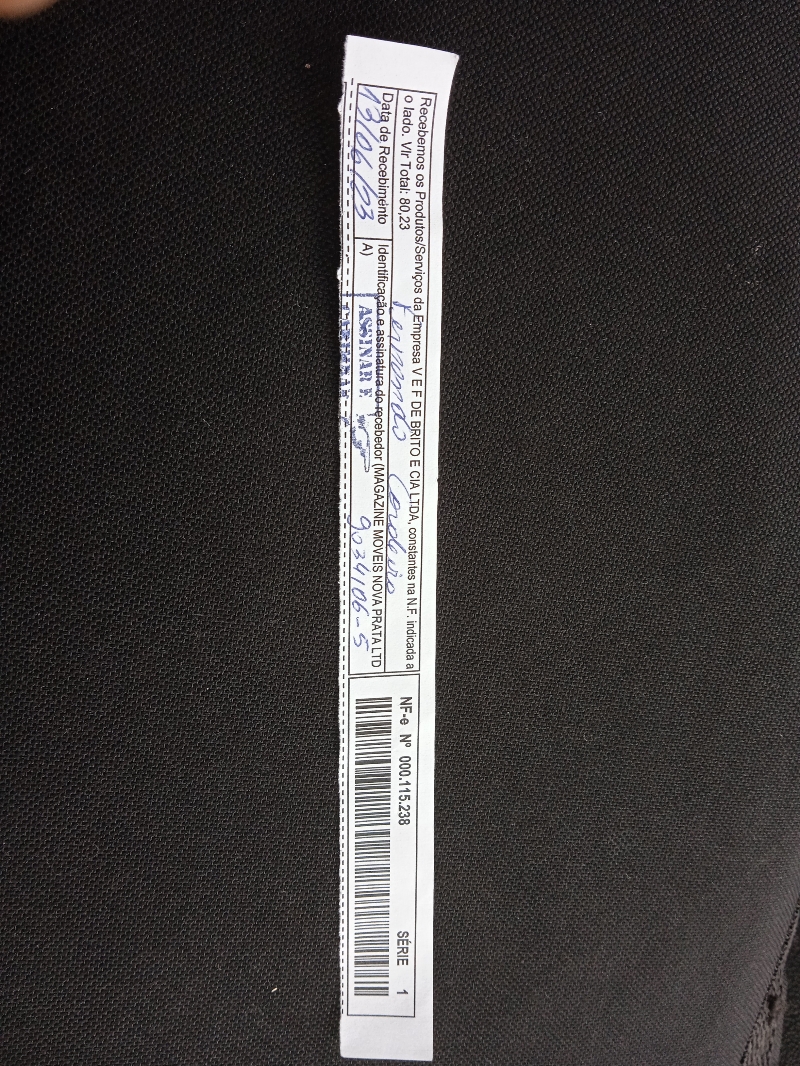 Recebemos os Produtos/Serviços da Empresa V E F DE BRITO E CIA LTDA, constantes na N.F. indicada a
o lado. Vlr Total: 80,23
Fernando Cordeiro
Data de Recebimento
13/06/23
Identificação e assinatura do recebedor (MAGAZINE MOVEIS NOVA PRATA LTD
A)
ASSINAR E
CARIMBAR
9034106-5
NF-e Nº 000.115.238
SÉRIE 1